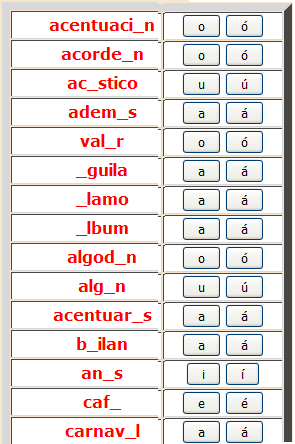 acentuaci_n o ó
acorde_n o ó
ac_stico u ú
adem_s a á
val_r o ó
_guila a á
_lamo a á
_lbum a á
algod_n o ó
alg_n u ú
acentuar_s a á
b_ilan a á
an_s i í
caf_ e é
carnav_l a á